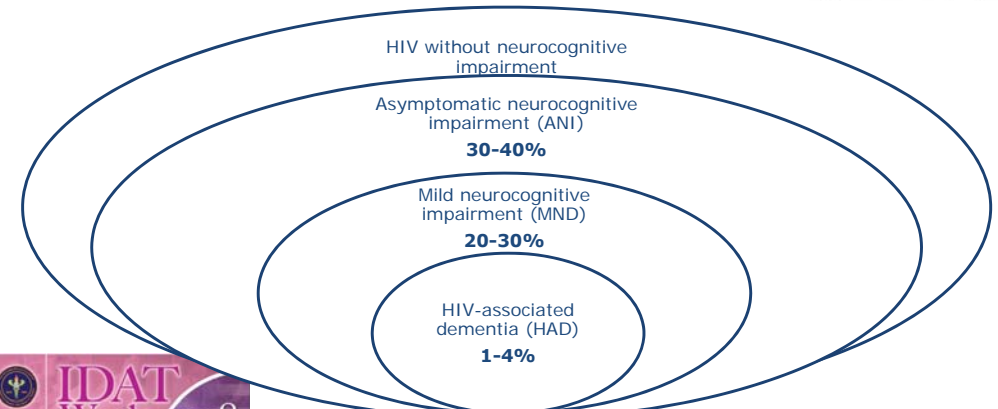 HIV without neurocognitive
impairment
Asymptomatic neurocognitive
impairment (ANI)
30-40%
Mild neurocognitive
impairment (MND)
20-30%
HIV-associated
dementia (HAD)
1-4%
IDAT